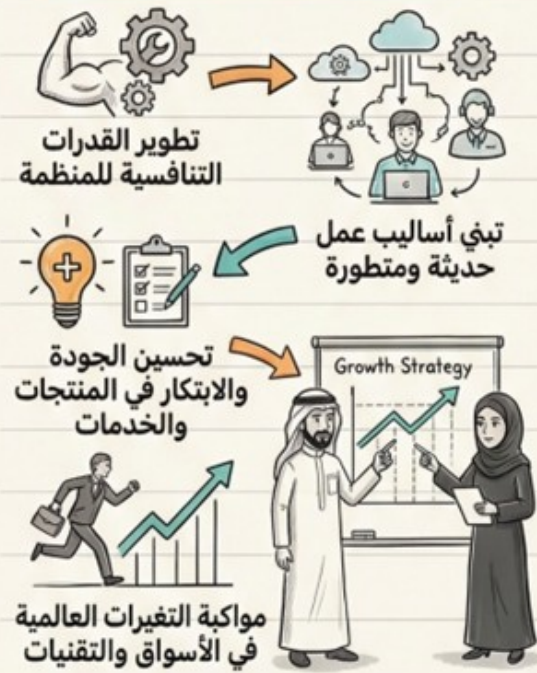 تطوير القدرات
التنافسية للمنظمة
تبني أساليب عمل
حديثة ومتطورة
تحسين الجودة
والابتكار في المنتجات
والخدمات
Growth Strategy
مواكبة التغيرات العالمية
في الأسواق والتقنيات